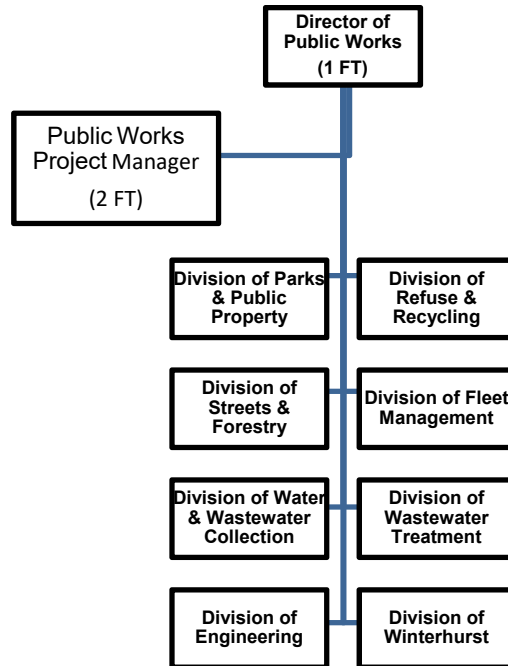 Director of
Public Works
(1 FT)
Public Works
Project Manager
(2 FT)
Division of Parks
& Public
Property
Division of
Refuse &
Recycling
Division of
Streets &
Forestry
Division of Fleet
Management
Division of Water
& Wastewater
Collection
Division of
Wastewater
Treatment
Division of
Engineering
Division of
Winterhurst